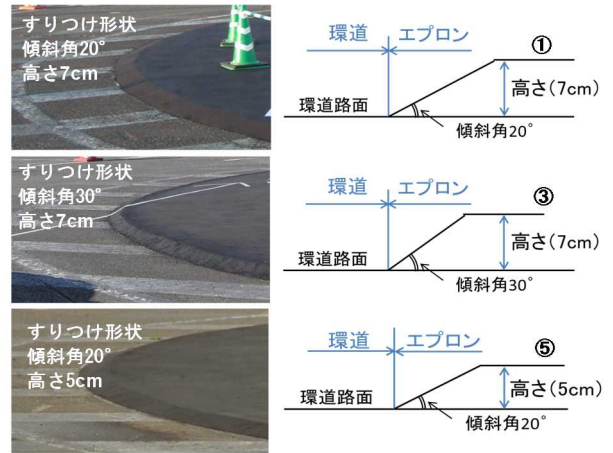 すりつけ形状
傾斜角20°
高さ7cm
環道 エプロン ①
高さ(7cm)
環道路面
傾斜角20°
すりつけ形状
傾斜角30°
高さ7cm
環道 エプロン ③
高さ(7cm)
環道路面
傾斜角30°
すりつけ形状
傾斜角20°
高さ5cm
環道 エプロン ⑤
高さ(5cm)
環道路面
傾斜角20°